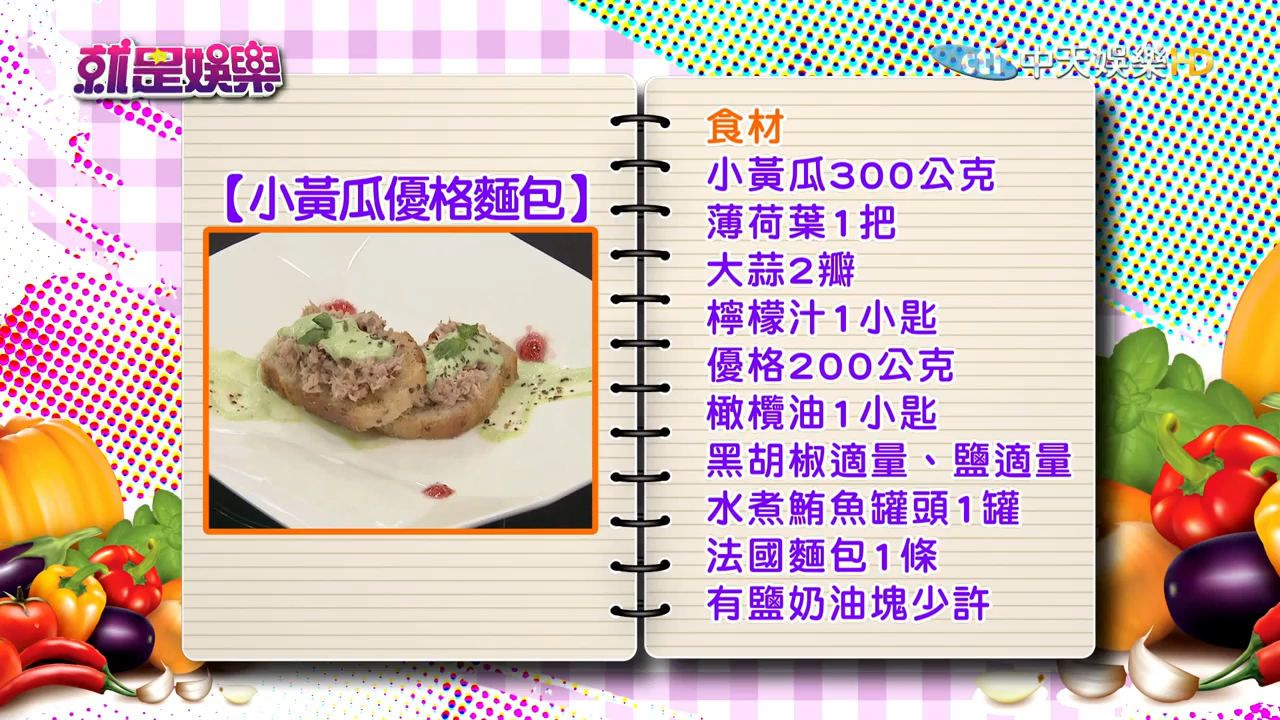 就是娛樂
cti中天娛樂HD
【小黃瓜優格麵包】
食材
小黃瓜300公克
薄荷葉1把
大蒜2瓣
檸檬汁1小匙
優格200公克
橄欖油1小匙
黑胡椒適量、鹽適量
水煮鮪魚罐頭1罐
法國麵包1條
有鹽奶油塊少許